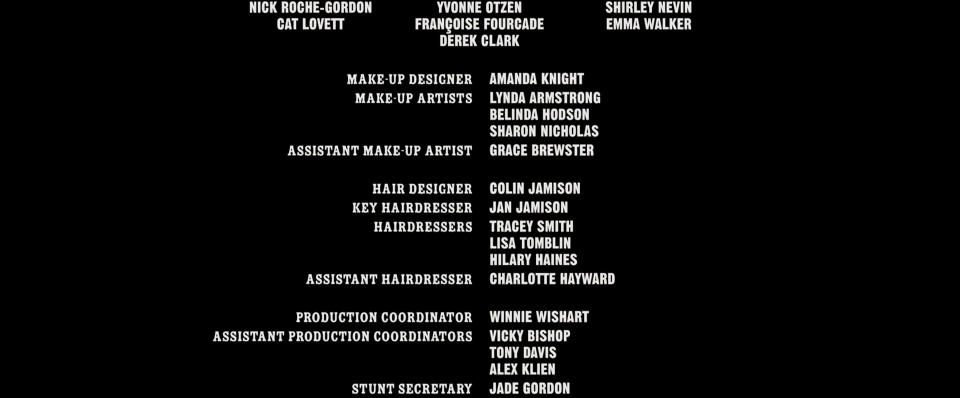 NICK ROCHE-GORDON YVONNE OTZEN SHIRLEY NEVIN
CAT LOVETT FRANÇOISE FOURCADE EMMA WALKER
DEREK CLARK
MAKE-UP DESIGNER AMANDA KNIGHT
MAKE-UP ARTISTS LYNDA ARMSTRONG
BELINDA HODSON
SHARON NICHOLAS
ASSISTANT MAKE-UP ARTIST GRACE BREWSTER
HAIR DESIGNER COLIN JAMISON
KEY HAIRDRESSER JAN JAMISON
HAIRDRESSERS TRACEY SMITH
LISA TOMBLIN
HILARY HAINES
ASSISTANT HAIRDRESSER CHARLOTTE HAYWARD
PRODUCTION COORDINATOR WINNIE WISHART
ASSISTANT PRODUCTION COORDINATORS VICKY BISHOP
TONY DAVIS
ALEX KLIEN
STUNT SECRETARY JADE GORDON